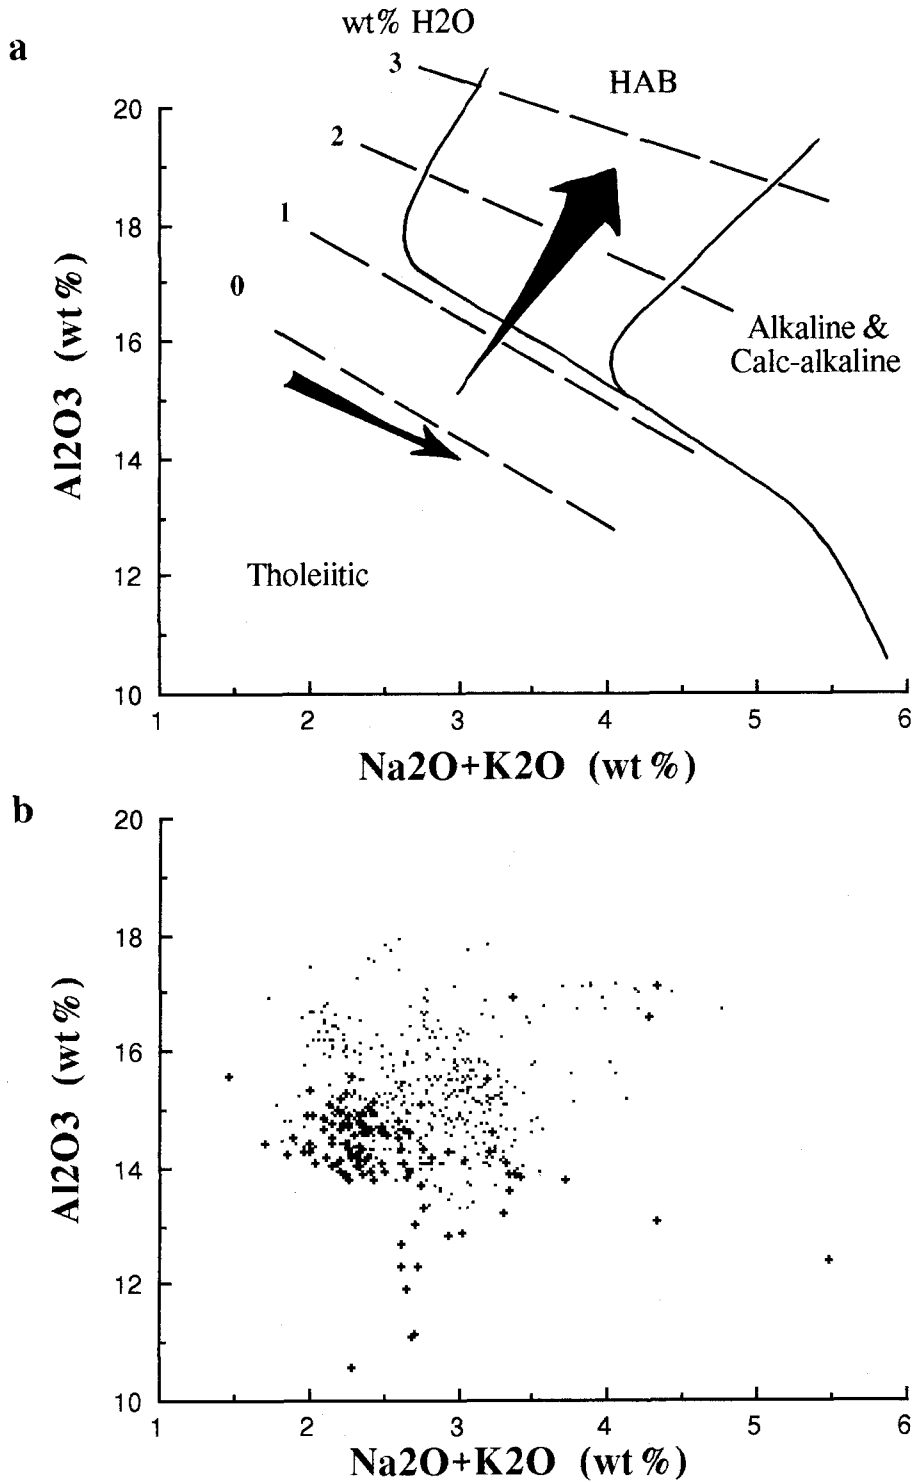 a
wt% H2O
3
HAB
20
2
18
1
0
16
Alkaline &
Calc-alkaline
14
12
Tholeiitic
10
1
2
3
4
5
6
Al2O3 (wt%)
Na2O+K2O (wt%)
b
20
18
16
14
12
10
1
2
3
4
5
6
Al2O3 (wt%)
Na2O+K2O (wt%)